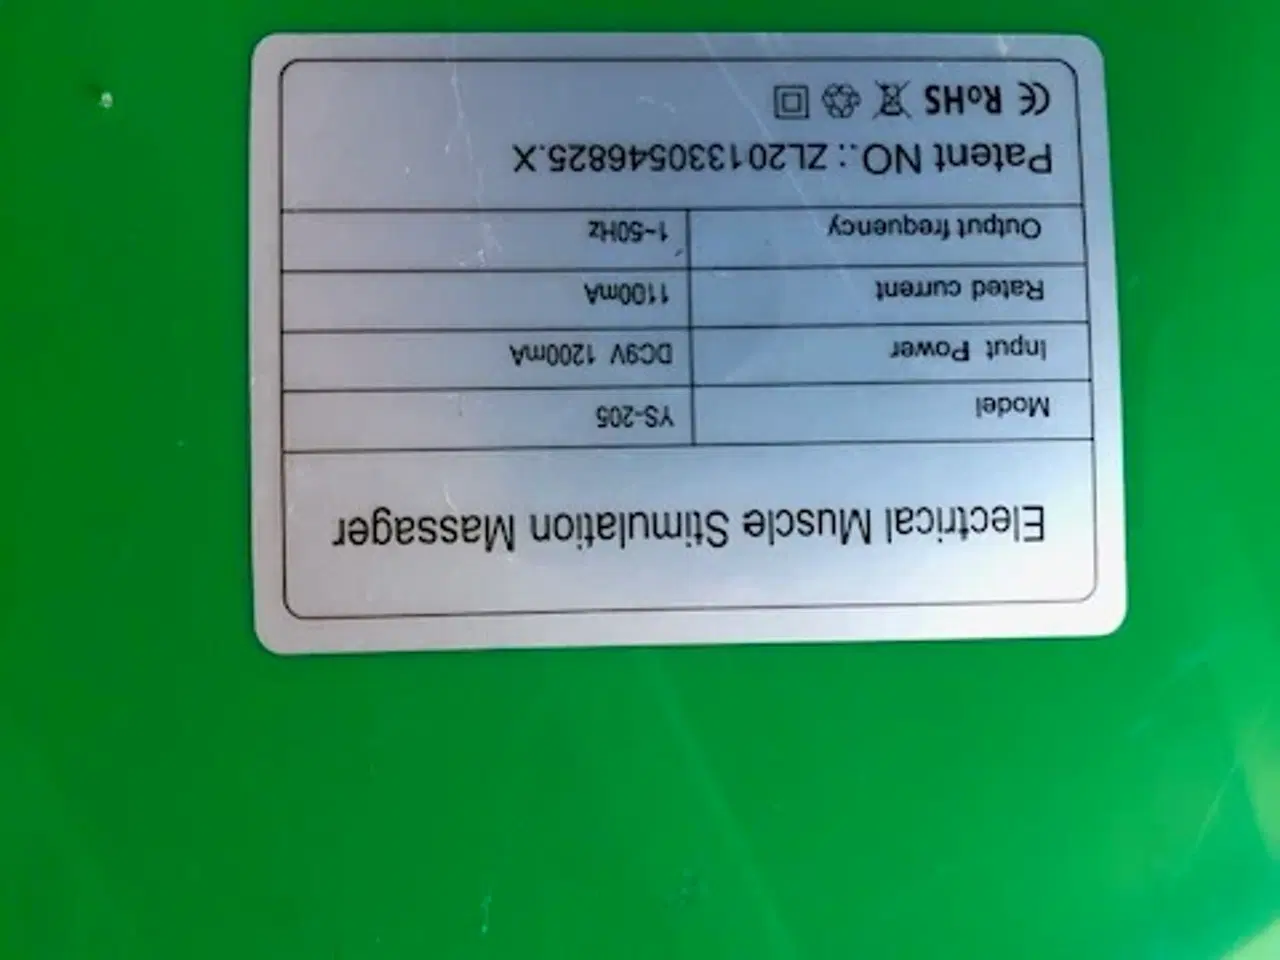 Electrical Muscle Stimulation Massager
Model YS-205
Input Power DC9V 1200mA
Rated current 1100mA
Output frequency 1~50Hz
Patent NO.: ZL201330546825.X
CE RoHS